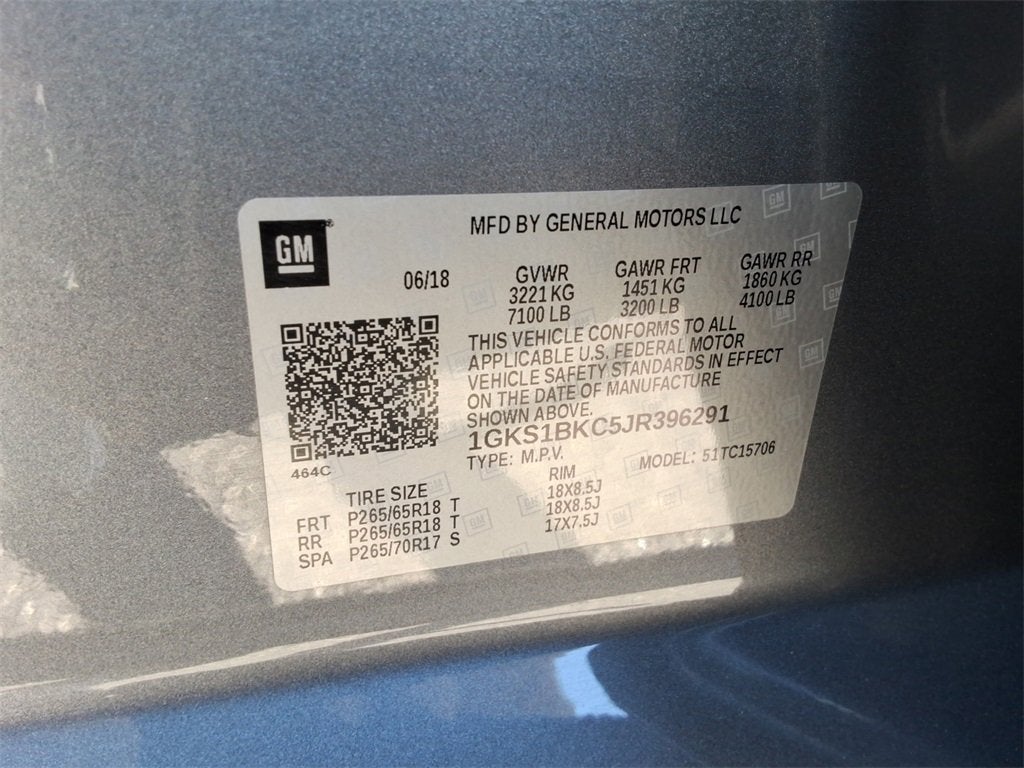 GM
MFD BY GENERAL MOTORS LLC
06/18 GVWR GAWR FRT GAWR RR
3221 KG 1451 KG 1860 KG
7100 LB 3200 LB 4100 LB
THIS VEHICLE CONFORMS TO ALL
APPLICABLE U.S. FEDERAL MOTOR
VEHICLE SAFETY STANDARDS IN EFFECT
ON THE DATE OF MANUFACTURE
SHOWN ABOVE.
1GKS1BKC5JR396291
TYPE: M.P.V. MODEL: 51TC15706
464C
TIRE SIZE RIM
FRT P265/65R18 T 18X8.5J
RR P265/65R18 T 18X8.5J
SPA P265/70R17 S 17X7.5J